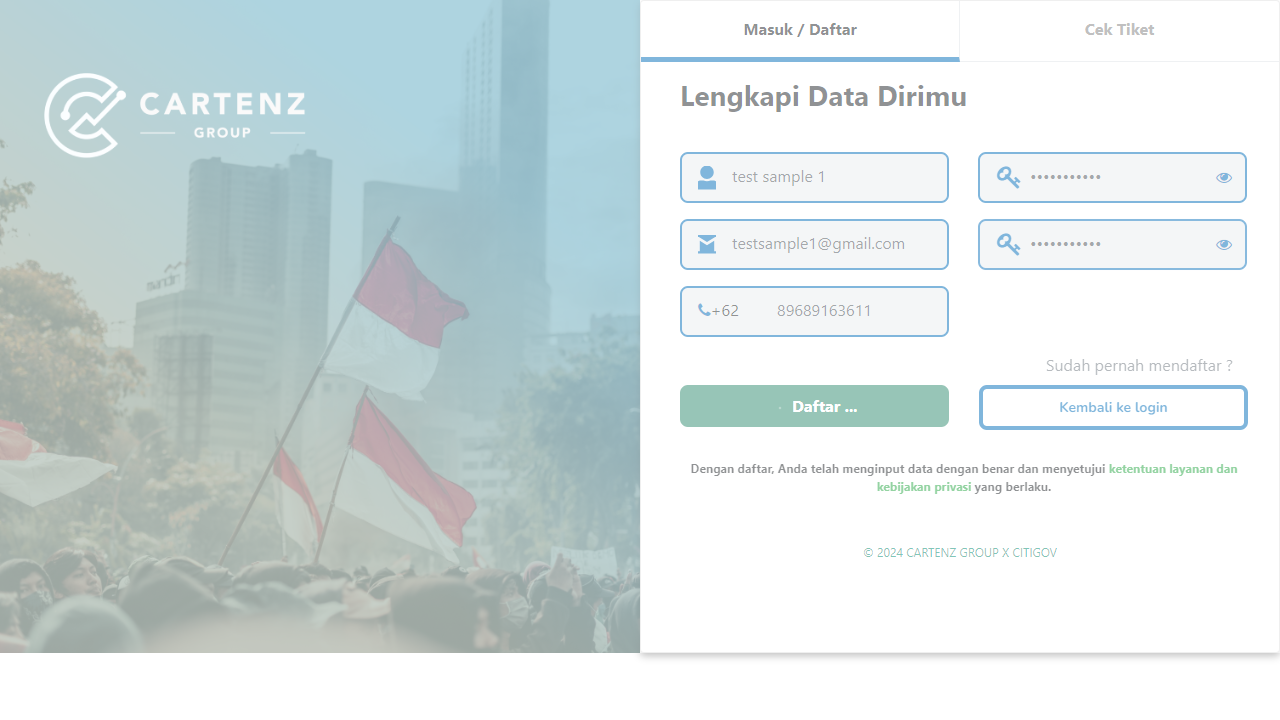 CARTENZ
GROUP
Masuk / Daftar
Cek Tiket
Lengkapi Data Dirimu
test sample 1
•••••••••••
testsample1@gmail.com
•••••••••••
+62 89689163611
Sudah pernah mendaftar ?
Daftar ...
Kembali ke login
Dengan daftar, Anda telah menginput data dengan benar dan menyetujui ketentuan layanan dan
kebijakan privasi yang berlaku.
© 2024 CARTENZ GROUP X CITIGOV